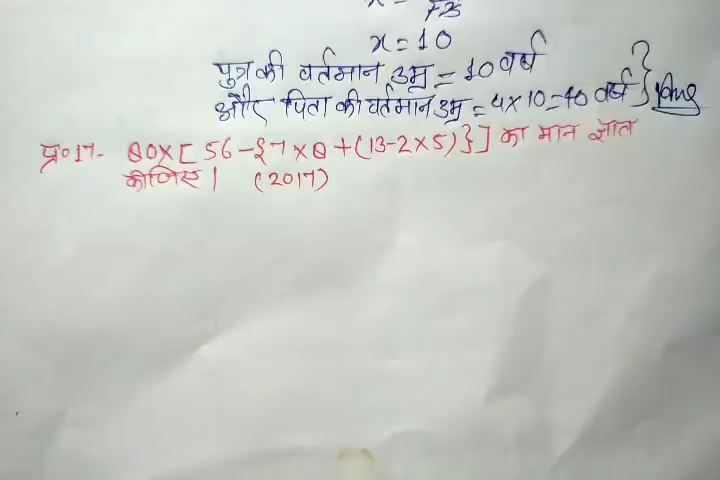 x = 10
पुत्र की वर्तमान उम्र = 10 वर्ष
और पिता की वर्तमान उम्र = 4 × 10 = 40 वर्ष } Ans
प्र०17- 80×[56-{7×8+(13-2×5)}] का मान ज्ञात
कीजिए। (2017)